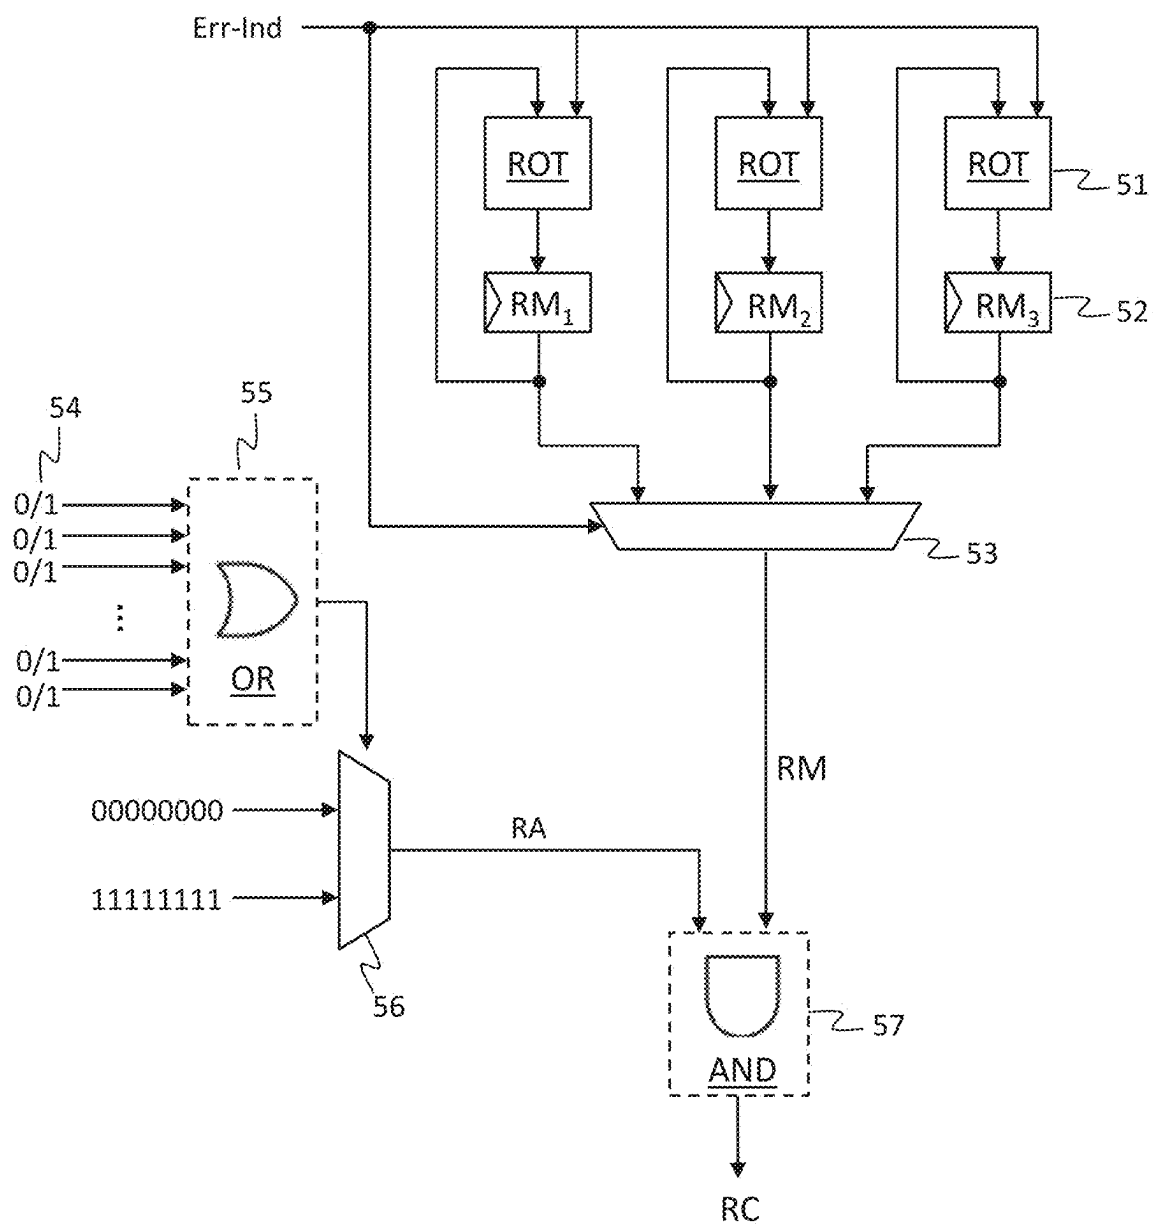 Err-Ind
ROT
ROT
ROT
51
RM1
RM2
RM3
52
54
55
0/1
0/1
0/1
...
0/1
0/1
OR
53
RM
00000000
RA
11111111
56
57
AND
RC